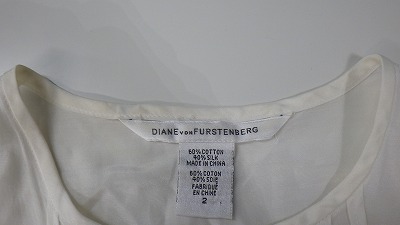 DIANE VON FURSTENBERG
60% COTTON
40% SILK
MADE IN CHINA
60% COTON
40% SOIE
FABRIQUÉ
EN CHINE
2